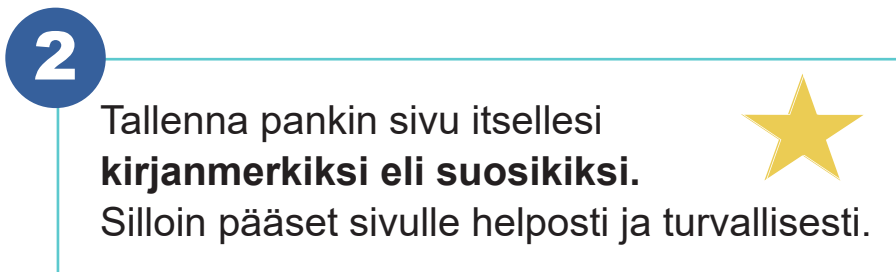 2
Tallenna pankin sivu itsellesi
kirjanmerkiksi eli suosikiksi.
Silloin pääset sivulle helposti ja turvallisesti.